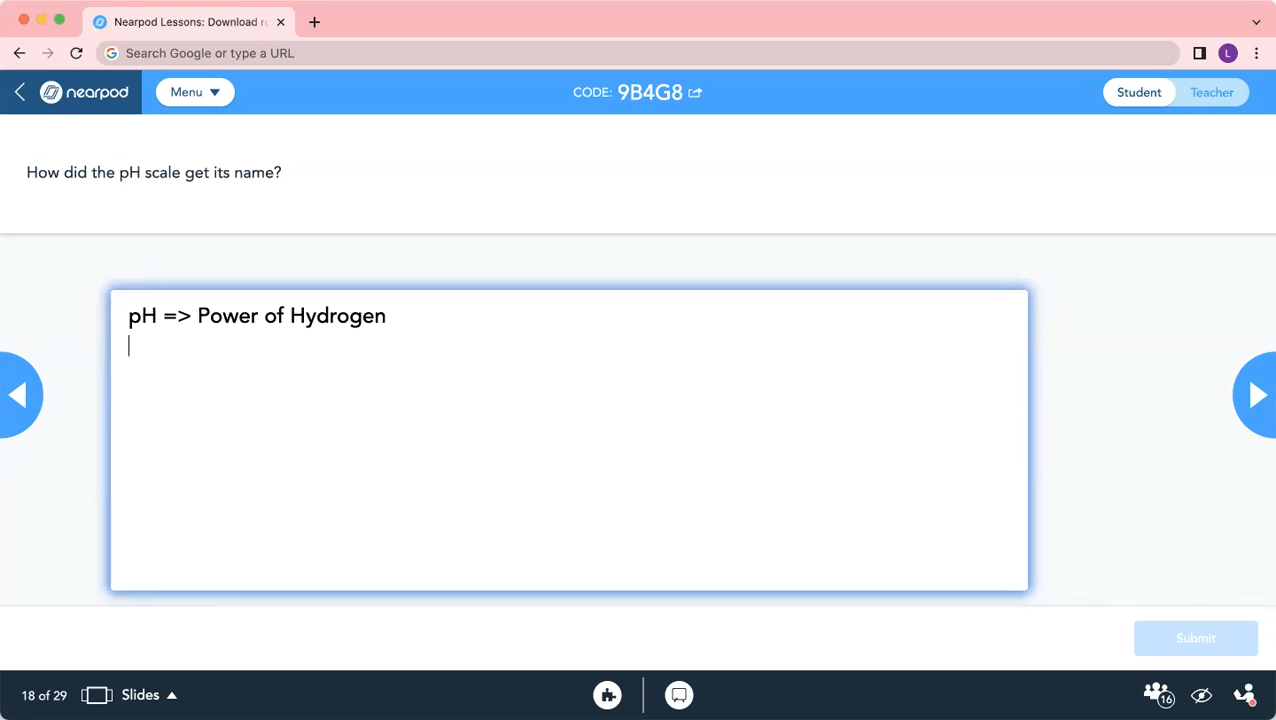 Nearpod Lessons: Download r
Search Google or type a URL
L
nearpod
Menu
CODE: 9B4G8
Student
Teacher
How did the pH scale get its name?
pH => Power of Hydrogen
Submit
18 of 29
Slides
16